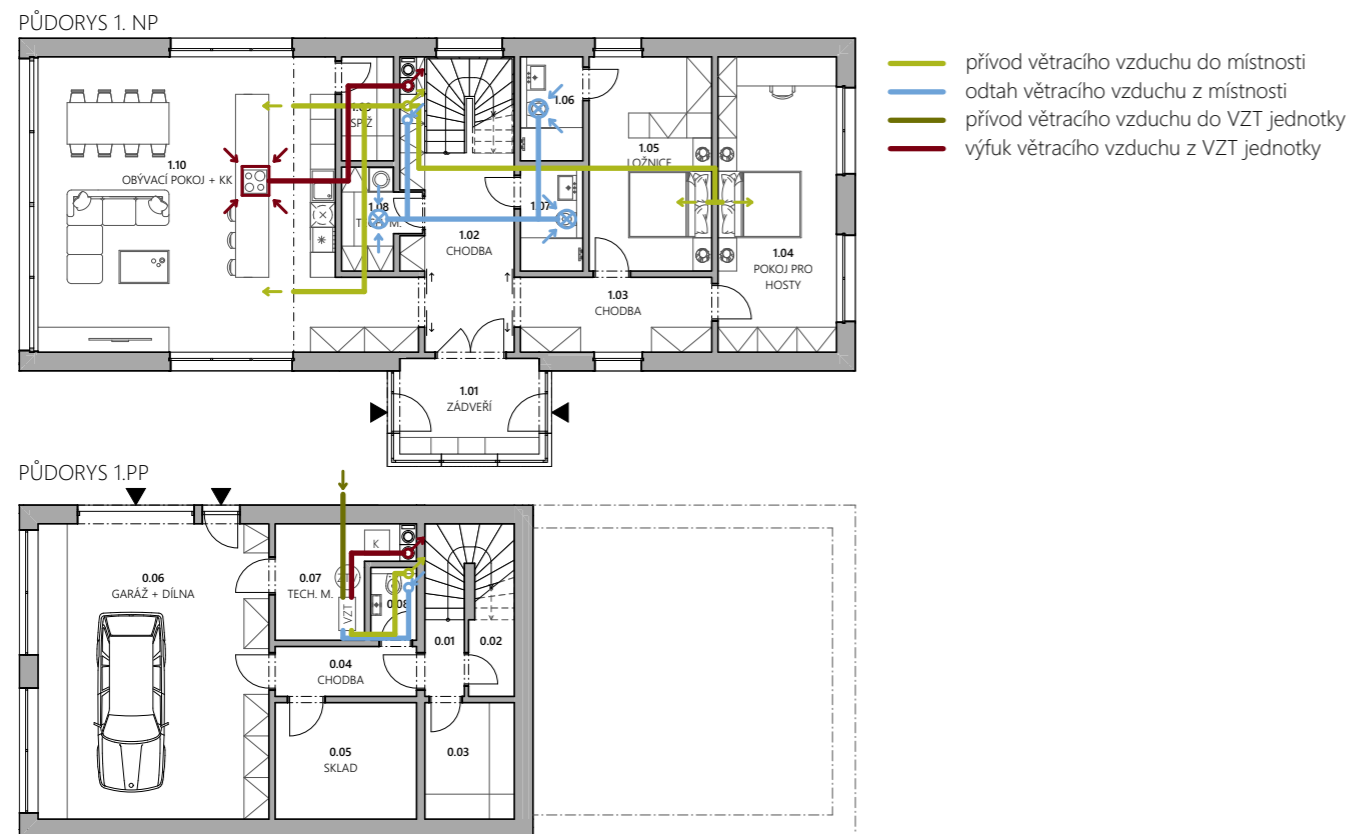 PŮDORYS 1. NP
přívod větracího vzduchu do místnosti
odtah větracího vzduchu z místnosti
přívod větracího vzduchu do VZT jednotky
výfuk větracího vzduchu z VZT jednotky
1.10
OBÝVACÍ POKOJ + KK
SPÍŽ
1.08
TECH. M.
1.02
CHODBA
1.06
1.07
1.05
LOŽNICE
1.04
POKOJ PRO
HOSTY
1.03
CHODBA
1.01
ZÁDVEŘÍ
PŮDORYS 1.PP
0.06
GARÁŽ + DÍLNA
K
0.07
TECH. M.
VZT
0.08
0.01
0.02
0.04
CHODBA
0.05
SKLAD
0.03